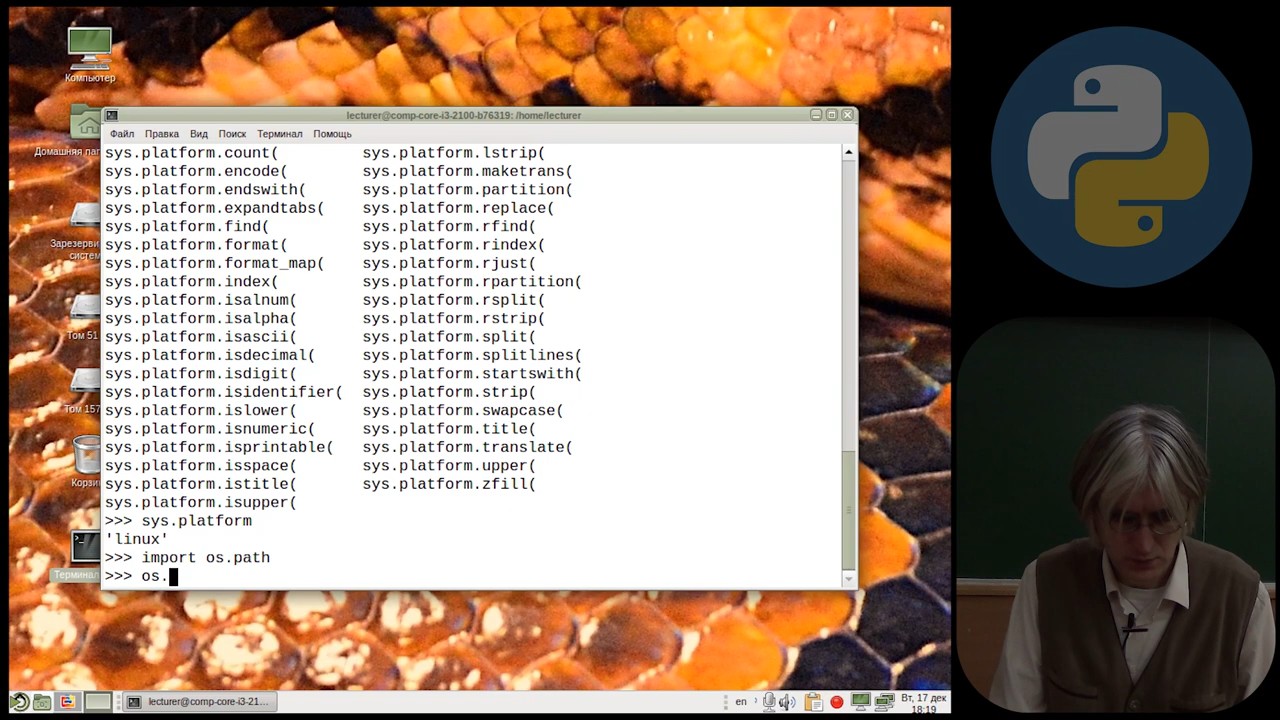 Компьютер
lecturer@comp-core-i3-2100-b76319: /home/lecturer
Файл Правка Вид Поиск Терминал Помощь
Домашняя пап
Зарезерви
систем
Том 51
Том 157
Корзин
Терминал
sys.platform.count( sys.platform.lstrip(
sys.platform.encode( sys.platform.maketrans(
sys.platform.endswith( sys.platform.partition(
sys.platform.expandtabs( sys.platform.replace(
sys.platform.find( sys.platform.rfind(
sys.platform.format( sys.platform.rindex(
sys.platform.format_map( sys.platform.rjust(
sys.platform.index( sys.platform.rpartition(
sys.platform.isalnum( sys.platform.rsplit(
sys.platform.isalpha( sys.platform.rstrip(
sys.platform.isascii( sys.platform.split(
sys.platform.isdecimal( sys.platform.splitlines(
sys.platform.isdigit( sys.platform.startswith(
sys.platform.isidentifier( sys.platform.strip(
sys.platform.islower( sys.platform.swapcase(
sys.platform.isnumeric( sys.platform.title(
sys.platform.isprintable( sys.platform.translate(
sys.platform.isspace( sys.platform.upper(
sys.platform.istitle( sys.platform.zfill(
sys.platform.isupper(
>>> sys.platform
'linux'
>>> import os.path
>>> os.
lecturer@comp-core-i3-21...
en
Вт, 17 дек
18:19